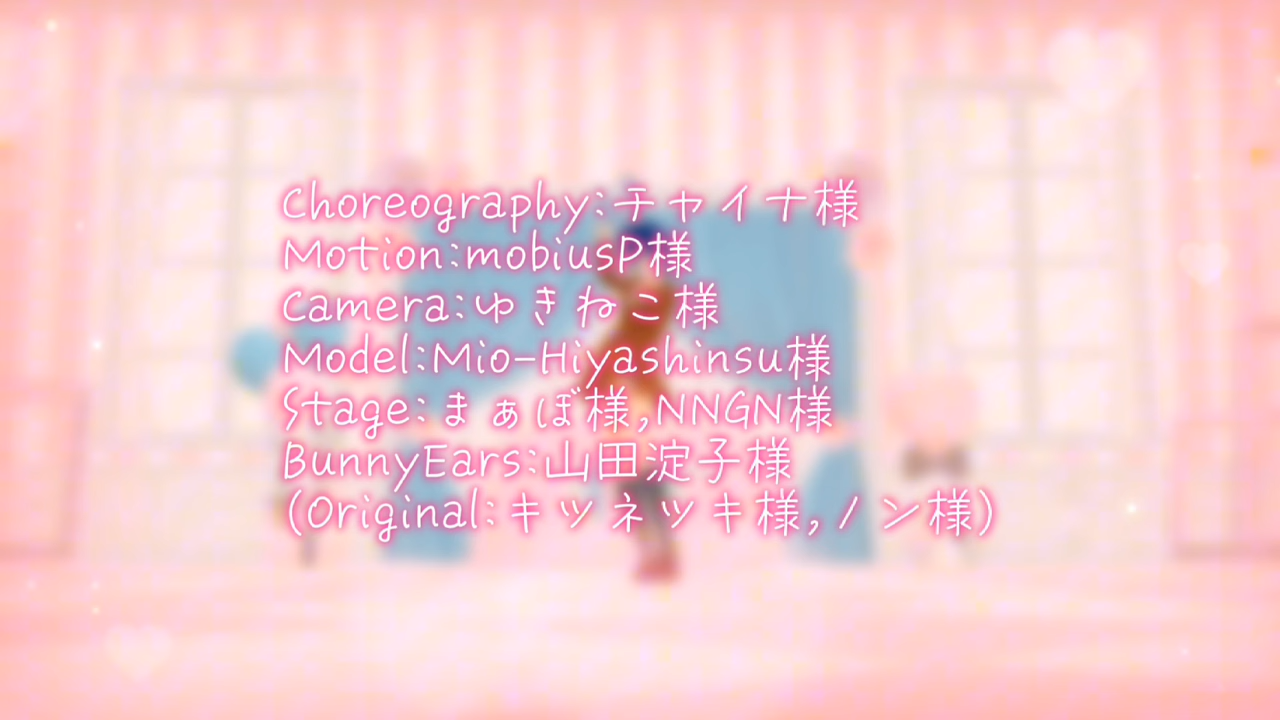 Choreography:チャイナ様
Motion:mobiusP様
Camera:ゆきねこ様
Model:Mio-Hiyashinsu様
Stage:まぁぼ様,NNGN様
BunnyEars:山田淀子様
(Original:キツネツキ様,ノン様)